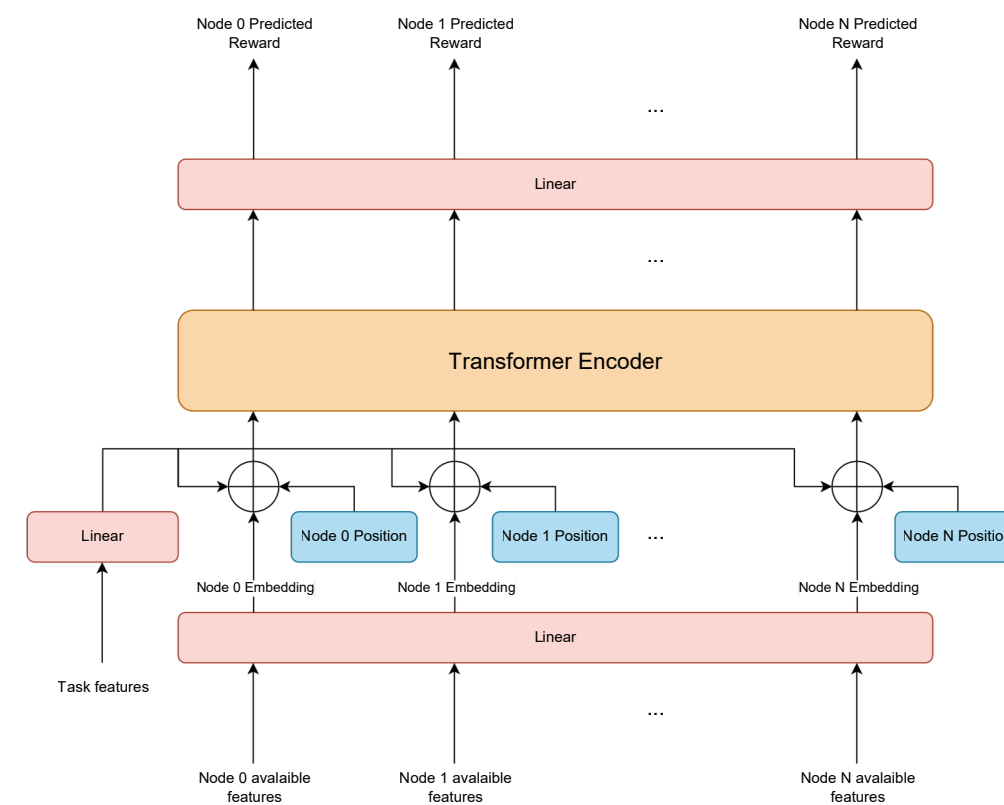 Node 0 Predicted
Reward
Node 1 Predicted
Reward
Node N Predicted
Reward
...
Linear
...
Transformer Encoder
Linear
Node 0 Position
Node 1 Position
...
Node N Positio
Node 0 Embedding
Node 1 Embedding
Node N Embedding
Linear
Task features
...
Node 0 avalaible
features
Node 1 avalaible
features
Node N avalaible
features